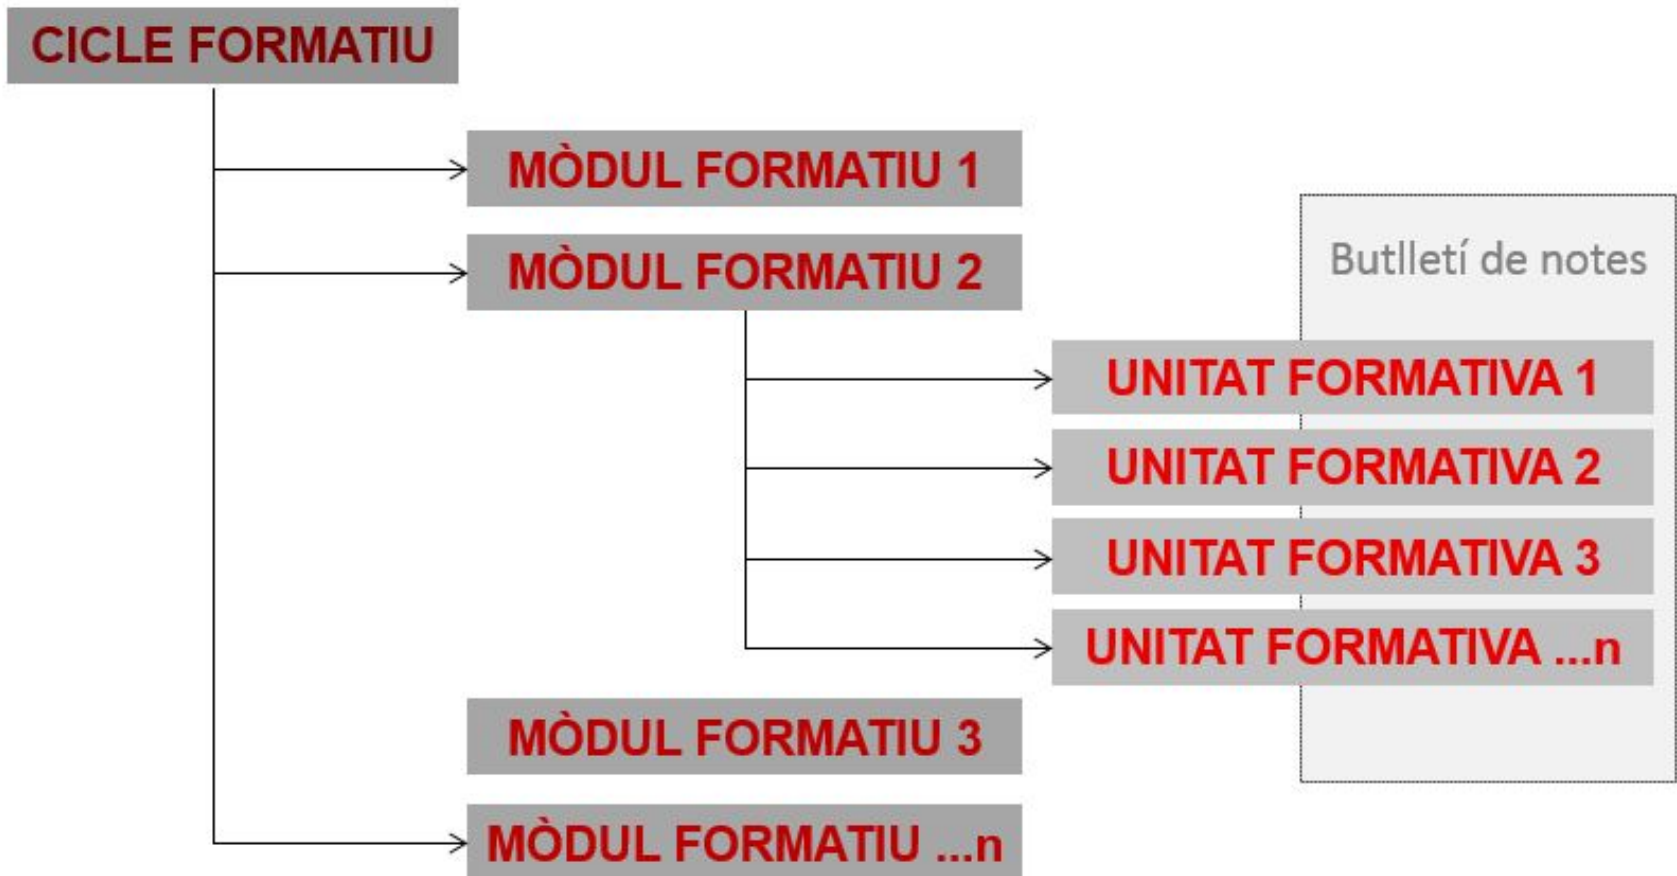 CICLE FORMATIU
MÒDUL FORMATIU 1
MÒDUL FORMATIU 2
Butlletí de notes
UNITAT FORMATIVA 1
UNITAT FORMATIVA 2
UNITAT FORMATIVA 3
UNITAT FORMATIVA ...n
MÒDUL FORMATIU 3
MÒDUL FORMATIU ...n